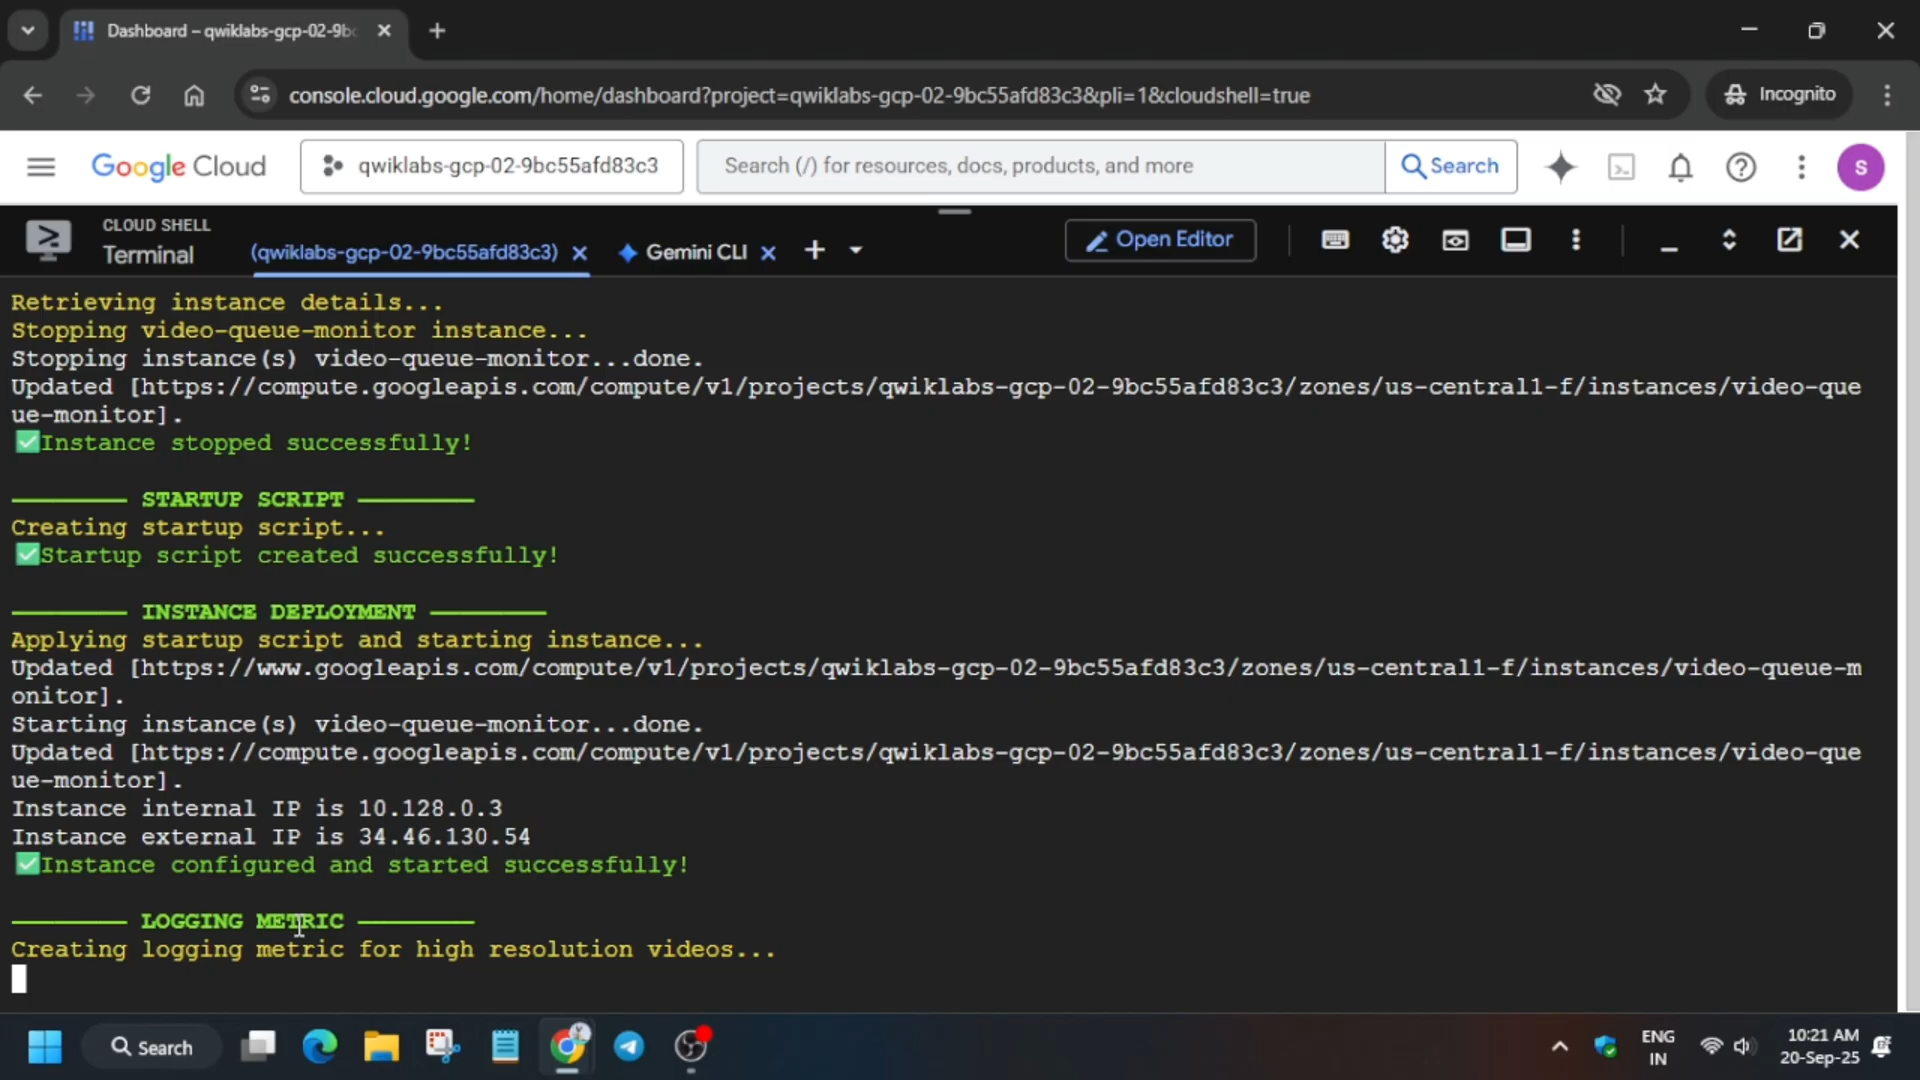 Dashboard – qwiklabs-gcp-02-9bc
console.cloud.google.com/home/dashboard?project=qwiklabs-gcp-02-9bc55afd83c3&pli=1&cloudshell=true
Incognito
Google Cloud
qwiklabs-gcp-02-9bc55afd83c3
Search (/) for resources, docs, products, and more
Search
S
CLOUD SHELL
Terminal
(qwiklabs-gcp-02-9bc55afd83c3)
Gemini CLI
Open Editor
Retrieving instance details...
Stopping video-queue-monitor instance...
Stopping instance(s) video-queue-monitor...done.
Updated [https://compute.googleapis.com/compute/v1/projects/qwiklabs-gcp-02-9bc55afd83c3/zones/us-central1-f/instances/video-que
ue-monitor].
✅Instance stopped successfully!
———————— STARTUP SCRIPT ————————
Creating startup script...
✅Startup script created successfully!
———————— INSTANCE DEPLOYMENT ————————
Applying startup script and starting instance...
Updated [https://www.googleapis.com/compute/v1/projects/qwiklabs-gcp-02-9bc55afd83c3/zones/us-central1-f/instances/video-queue-m
onitor].
Starting instance(s) video-queue-monitor...done.
Updated [https://compute.googleapis.com/compute/v1/projects/qwiklabs-gcp-02-9bc55afd83c3/zones/us-central1-f/instances/video-que
ue-monitor].
Instance internal IP is 10.128.0.3
Instance external IP is 34.46.130.54
✅Instance configured and started successfully!
———————— LOGGING METRIC ————————
Creating logging metric for high resolution videos...
Search
ENG
IN
10:21 AM
20-Sep-25